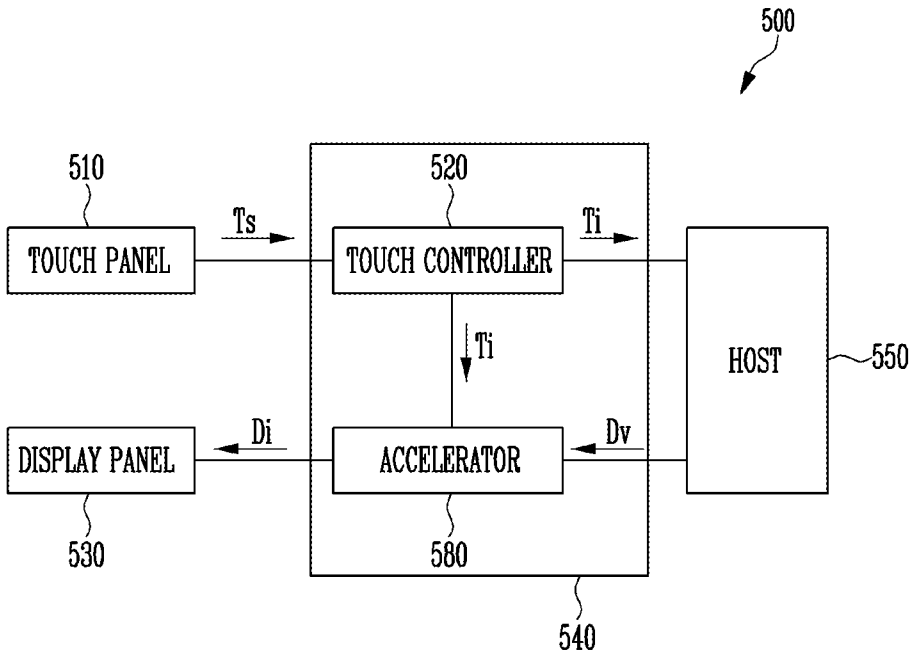 500
510
520
Ts
Ti
TOUCH PANEL
TOUCH CONTROLLER
Ti
HOST
550
Di
Dv
DISPLAY PANEL
ACCELERATOR
530
580
540